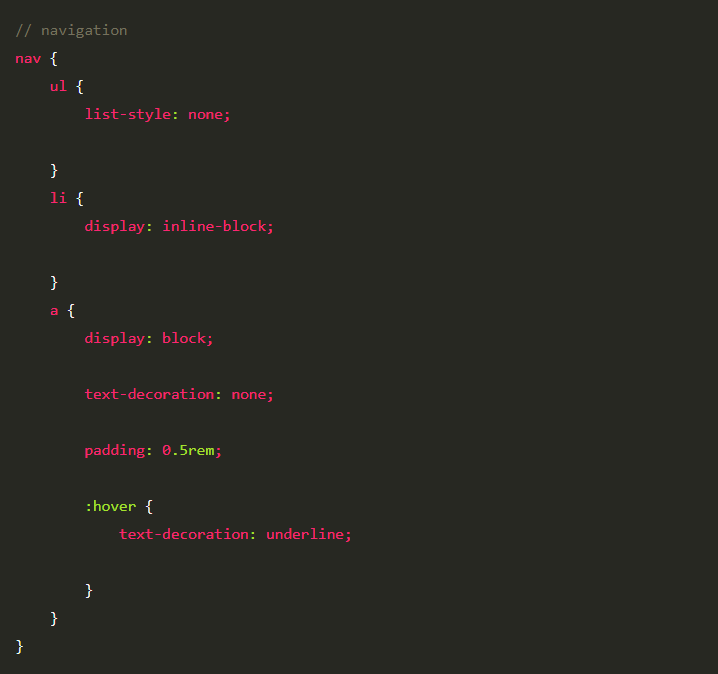 // navigation
nav {
    ul {
        list-style: none;
    }
    li {
        display: inline-block;
    }
    a {
        display: block;
        text-decoration: none;
        padding: 0.5rem;
        :hover {
            text-decoration: underline;
        }
    }
}